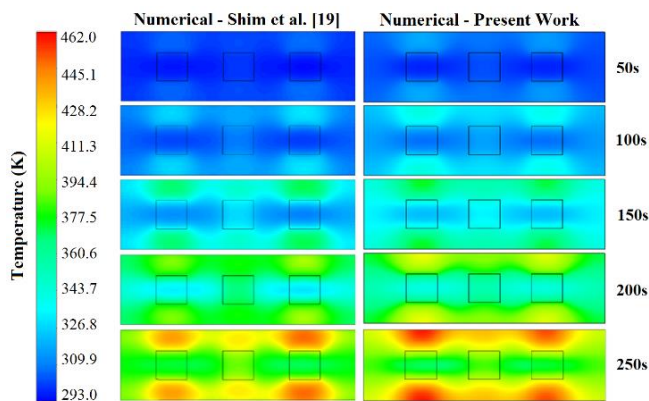 Numerical - Shim et al. [19]
Numerical - Present Work
Temperature (K)
462.0
445.1
428.2
411.3
394.4
377.5
360.6
343.7
326.8
309.9
293.0
50s
100s
150s
200s
250s